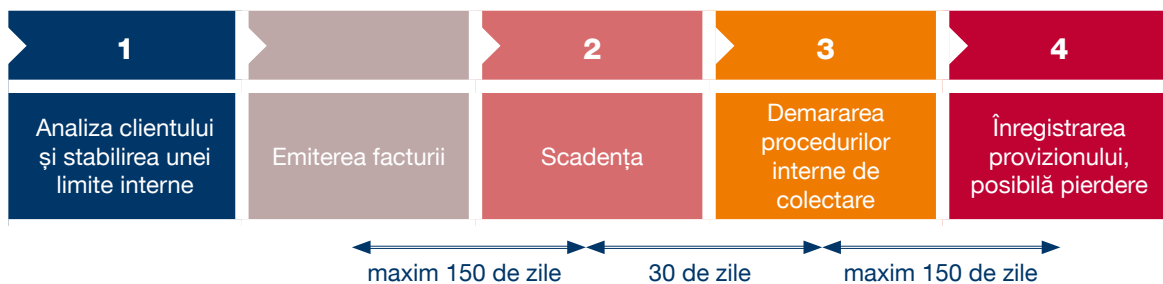 1
2
3
4
Analiza clientului
și stabilirea unei
limite interne
Emiterea facturii
Scadența
Demararea
procedurilor
interne de
colectare
Înregistrarea
provizionului,
posibilă pierdere
maxim 150 de zile
30 de zile
maxim 150 de zile